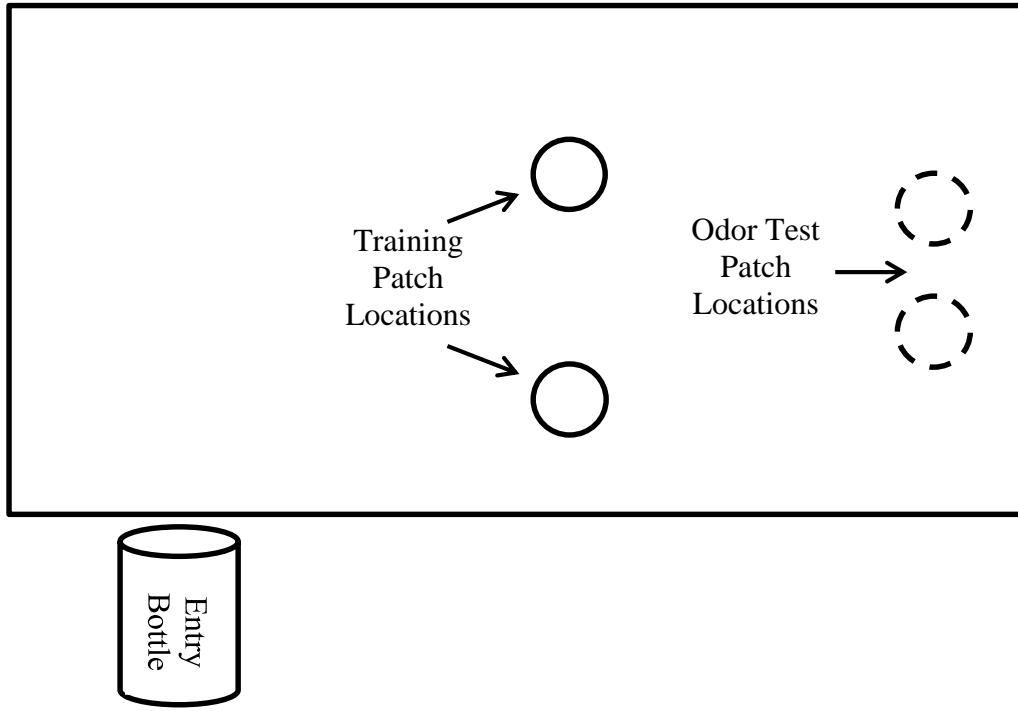 Training
Patch
Locations
Odor Test
Patch
Locations
Entry
Bottle